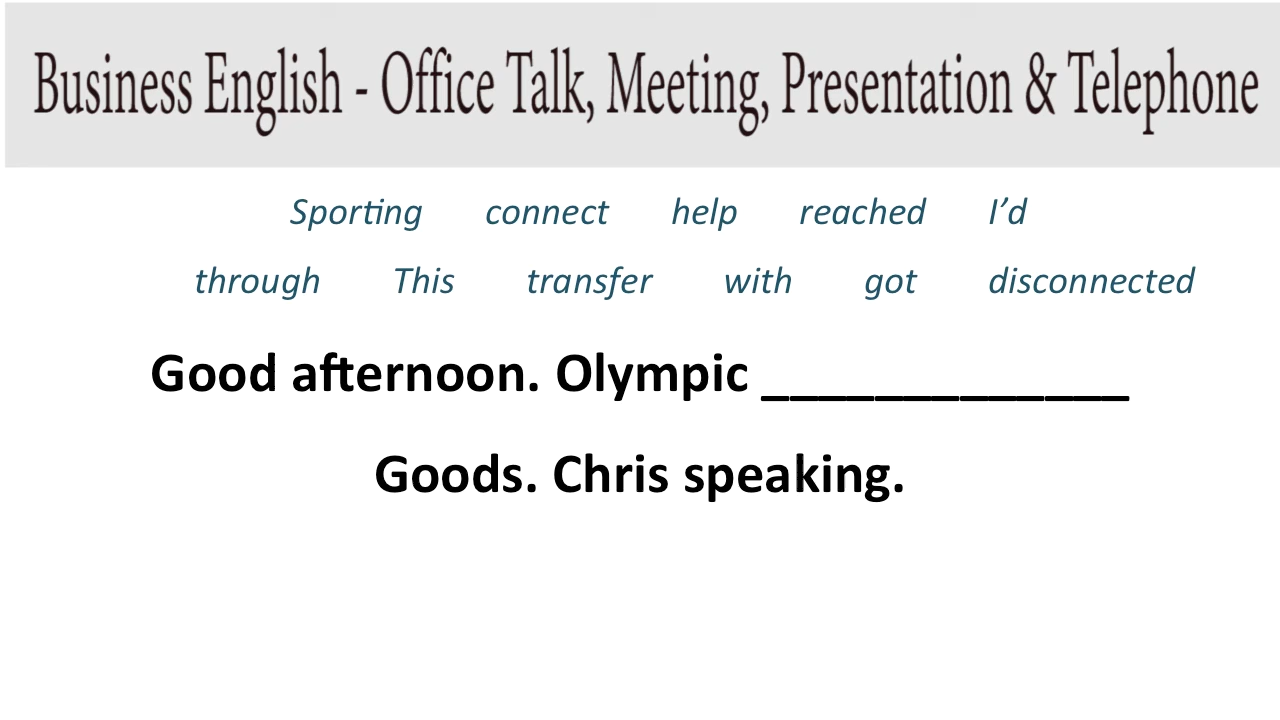 Business English - Office Talk, Meeting, Presentation & Telephone
Sporting connect help reached I’d
through This transfer with got disconnected
Good afternoon. Olympic _____________
Goods. Chris speaking.